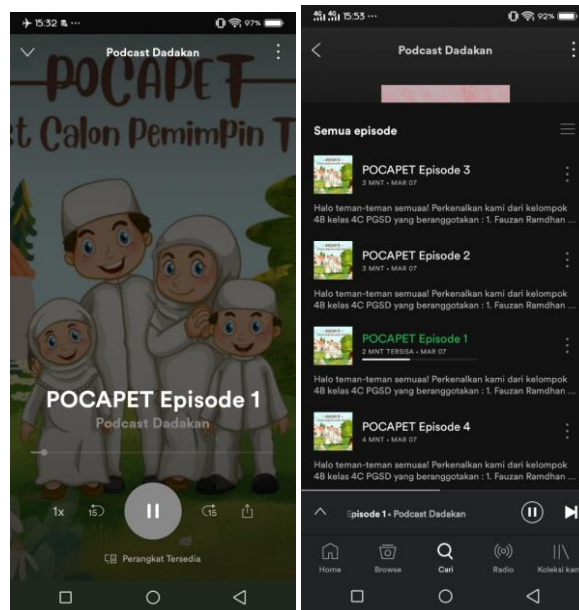 15:32 ...
97%
Podcast Dadakan
POCAPET
st Calon Pemimpin T
POCAPET Episode 1
Podcast Dadakan
1x
15
15
Perangkat Tersedia
4G 4G 15:53 ...
92%
Podcast Dadakan
Semua episode
POCAPET Episode 3
3 MNT • MAR 07
Halo teman-teman semuaa! Perkenalkan kami dari kelompok
4B kelas 4C PGSD yang beranggotakan : 1. Fauzan Ramdhan ...
POCAPET Episode 2
3 MNT • MAR 07
Halo teman-teman semuaa! Perkenalkan kami dari kelompok
4B kelas 4C PGSD yang beranggotakan : 1. Fauzan Ramdhan ...
POCAPET Episode 1
2 MNT TERSISA • MAR 07
Halo teman-teman semuaa! Perkenalkan kami dari kelompok
4B kelas 4C PGSD yang beranggotakan : 1. Fauzan Ramdhan ...
POCAPET Episode 4
4 MNT • MAR 07
Halo teman-teman semuaa! Perkenalkan kami dari kelompok
4B kelas 4C PGSD yang beranggotakan : 1. Fauzan Ramdhan ...
Episode 1 • Podcast Dadakan
Home
Browse
Cari
Radio
Koleksi kam